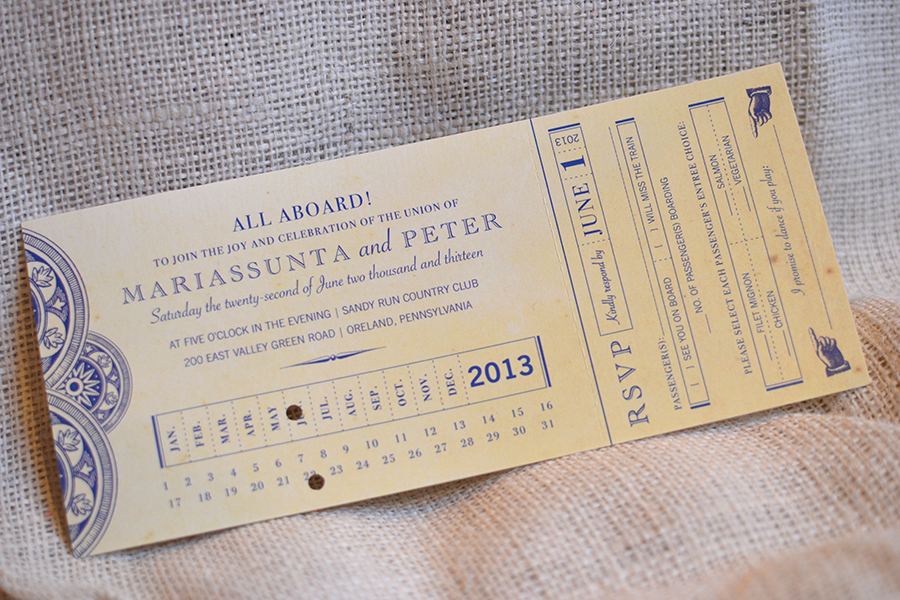 ALL ABOARD!
TO JOIN THE JOY AND CELEBRATION OF THE UNION OF
MARIASSUNTA and PETER
Saturday the twenty-second of June two thousand and thirteen
AT FIVE O'CLOCK IN THE EVENING | SANDY RUN COUNTRY CLUB
200 EAST VALLEY GREEN ROAD | ORELAND, PENNSYLVANIA
JAN. FEB. MAR. APR. MAY J JUL. AUG. SEP. OCT. NOV. DEC. 2013
1 2 3 4 5 6 7 8 9 10 11 12 13 14 15 16
17 18 19 20 21 22 23 24 25 26 27 28 29 30 31
RSVP
Kindly respond by JUNE 1 2013
PASSENGER(S):
[ ] SEE YOU ON BOARD [ ] I WILL MISS THE TRAIN
NO. OF PASSENGER(S) BOARDING
PLEASE SELECT EACH PASSENGER'S ENTREE CHOICE:
FILET MIGNON SALMON
CHICKEN VEGETARIAN
I promise to dance if you play: